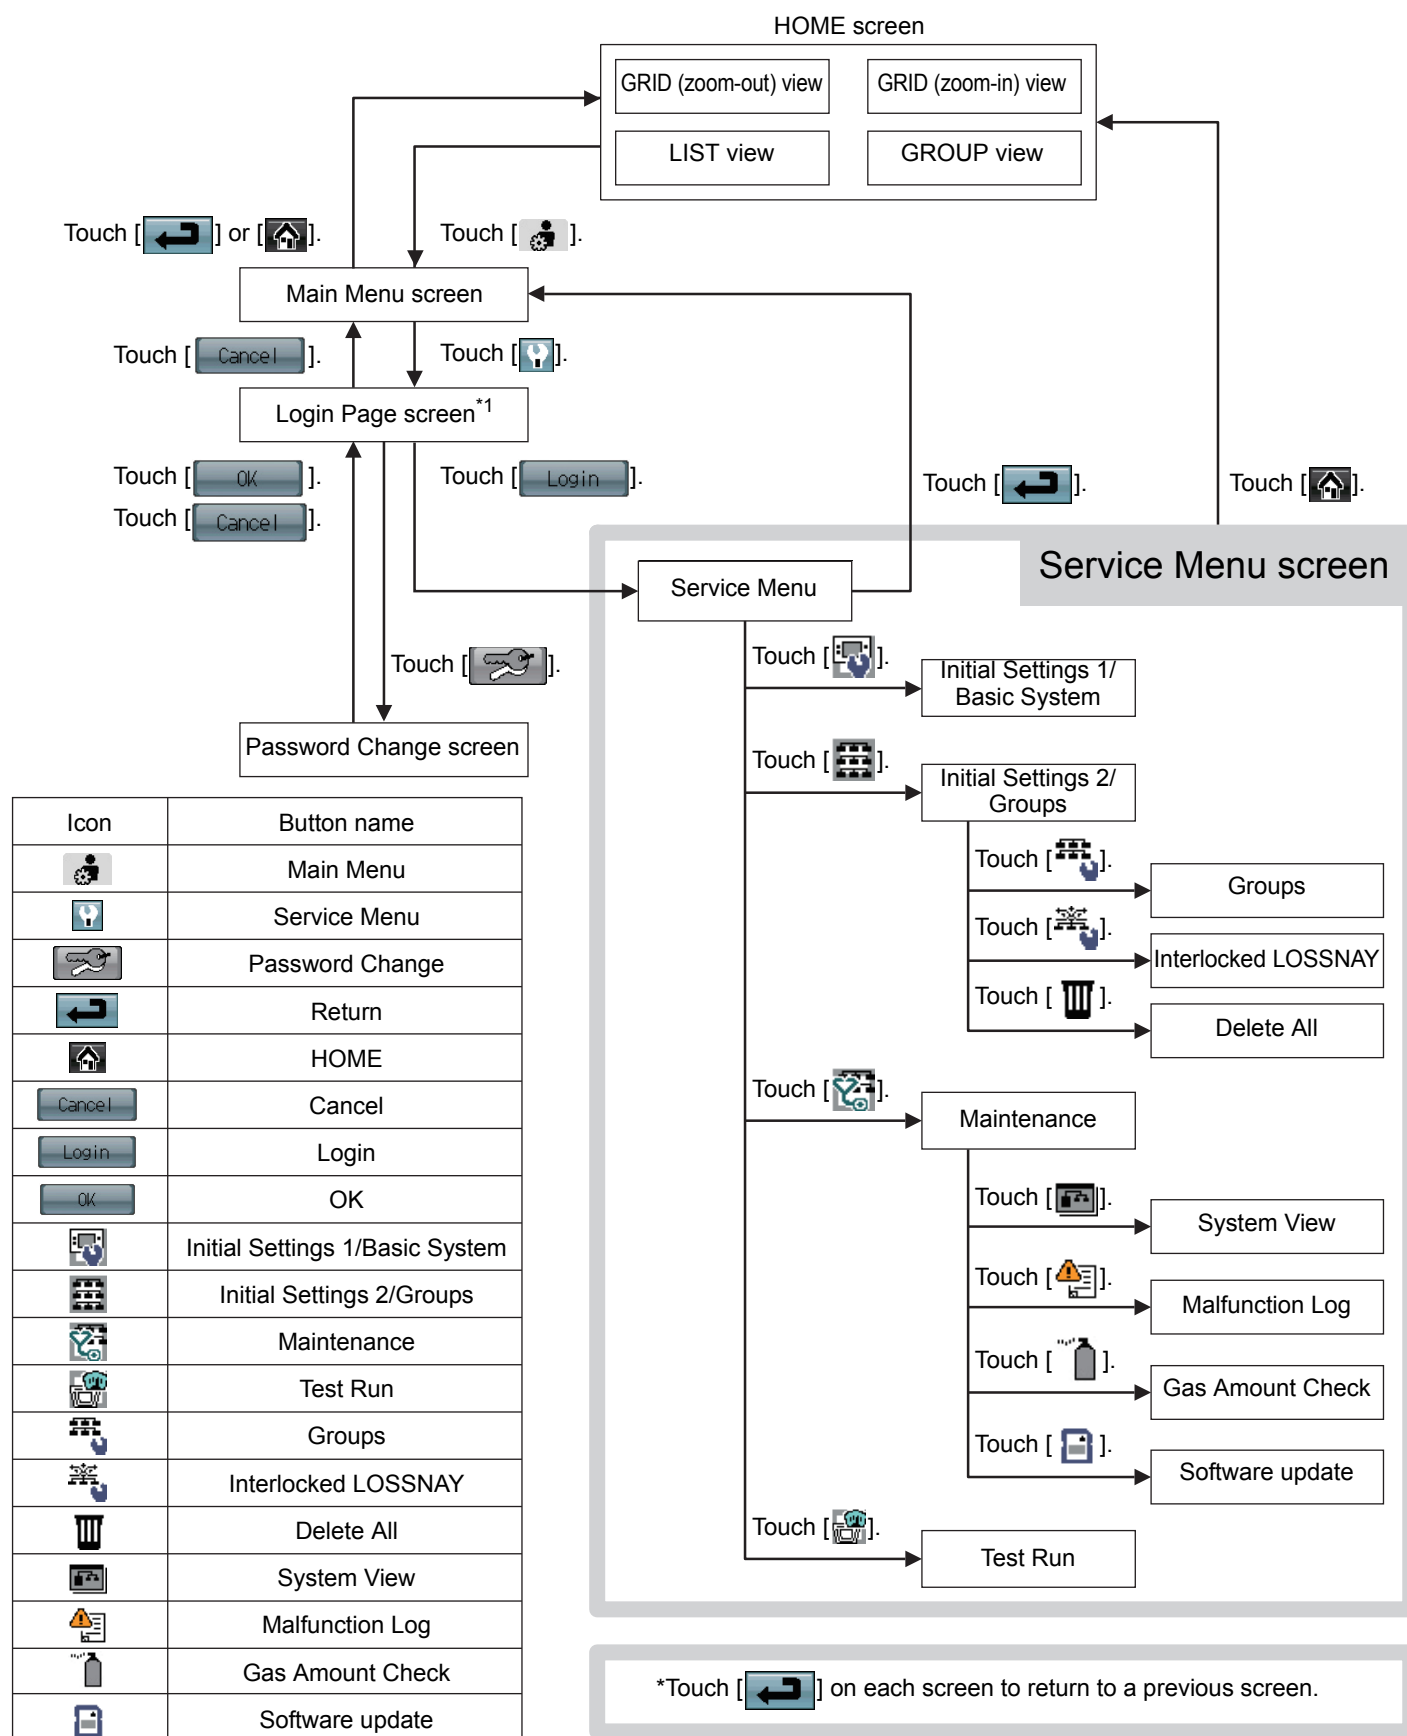 HOME screen
GRID (zoom-out) view
GRID (zoom-in) view
LIST view
GROUP view
Touch [ ] or [ ].
Touch [ ].
Main Menu screen
Touch [ Cancel ].
Touch [ ].
Login Page screen*1
Touch [ OK ].
Touch [ Cancel ].
Touch [ Login ].
Touch [ ].
Touch [ ].
Touch [ ].
Password Change screen
Service Menu screen
Service Menu
Touch [ ].
Initial Settings 1/
Basic System
Touch [ ].
Initial Settings 2/
Groups
Touch [ ].
Groups
Touch [ ].
Interlocked LOSSNAY
Touch [ ].
Delete All
Touch [ ].
Maintenance
Touch [ ].
System View
Touch [ ].
Malfunction Log
Touch [ ].
Gas Amount Check
Touch [ ].
Software update
Touch [ ].
Test Run
*Touch [ ] on each screen to return to a previous screen.
Icon Button name
Main Menu
Service Menu
Password Change
Return
HOME
Cancel Cancel
Login Login
OK OK
Initial Settings 1/Basic System
Initial Settings 2/Groups
Maintenance
Test Run
Groups
Interlocked LOSSNAY
Delete All
System View
Malfunction Log
Gas Amount Check
Software update